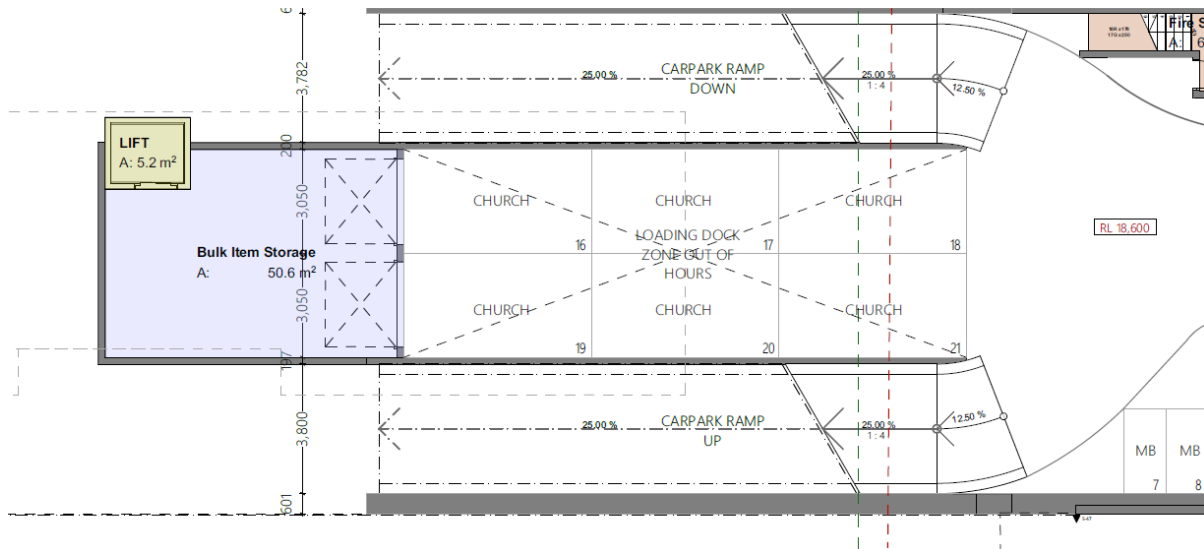 3,782
25.00 %
CARPARK RAMP
DOWN
25.00 %
1 : 4
12.50 %
Fire S
A: 6
LIFT
A: 5.2 m²
200
3,050
CHURCH
CHURCH
CHURCH
16
LOADING DOCK
17
18
ZONE OUT OF
HOURS
RL 18,600
Bulk Item Storage
A: 50.6 m²
3,050
CHURCH
CHURCH
CHURCH
19
20
21
197
3,800
25.00 %
CARPARK RAMP
UP
25.00 %
1 : 4
12.50 %
MB
MB
7
8
601